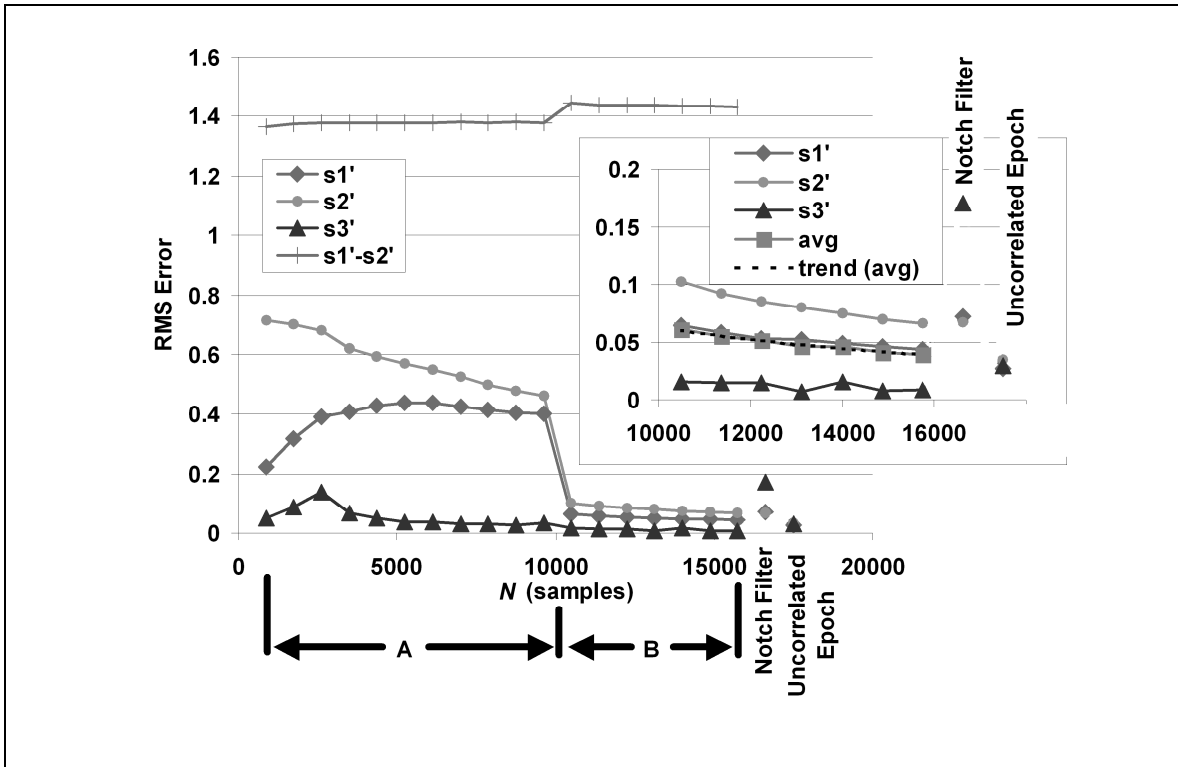 1.6
1.4
1.2
1
0.8
0.6
0.4
0.2
0
RMS Error
s1'
s2'
s3'
s1'-s2'
0 5000 10000 15000 20000
N (samples)
A
B
Notch Filter
Uncorrelated
Epoch
0.2
0.15
0.1
0.05
0
s1'
s2'
s3'
avg
trend (avg)
10000 12000 14000 16000
Notch Filter
Uncorrelated Epoch